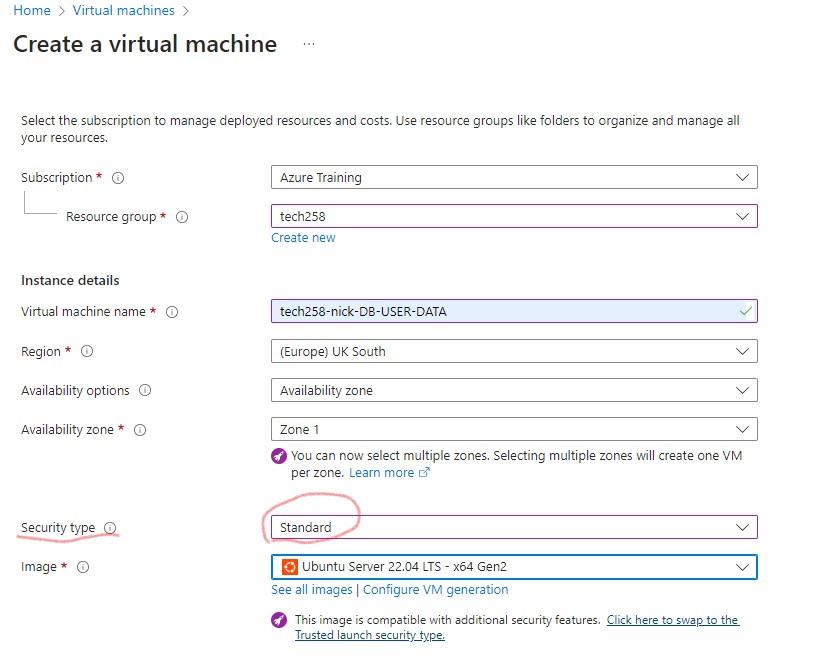 Home > Virtual machines >
Create a virtual machine ...
Select the subscription to manage deployed resources and costs. Use resource groups like folders to organize and manage all
your resources.
Subscription * Azure Training
Resource group * tech258
Create new
Instance details
Virtual machine name * tech258-nick-DB-USER-DATA
Region * (Europe) UK South
Availability options Availability zone
Availability zone * Zone 1
You can now select multiple zones. Selecting multiple zones will create one VM
per zone. Learn more
Security type Standard
Image * Ubuntu Server 22.04 LTS - x64 Gen2
See all images | Configure VM generation
This image is compatible with additional security features. Click here to swap to the
Trusted launch security type.